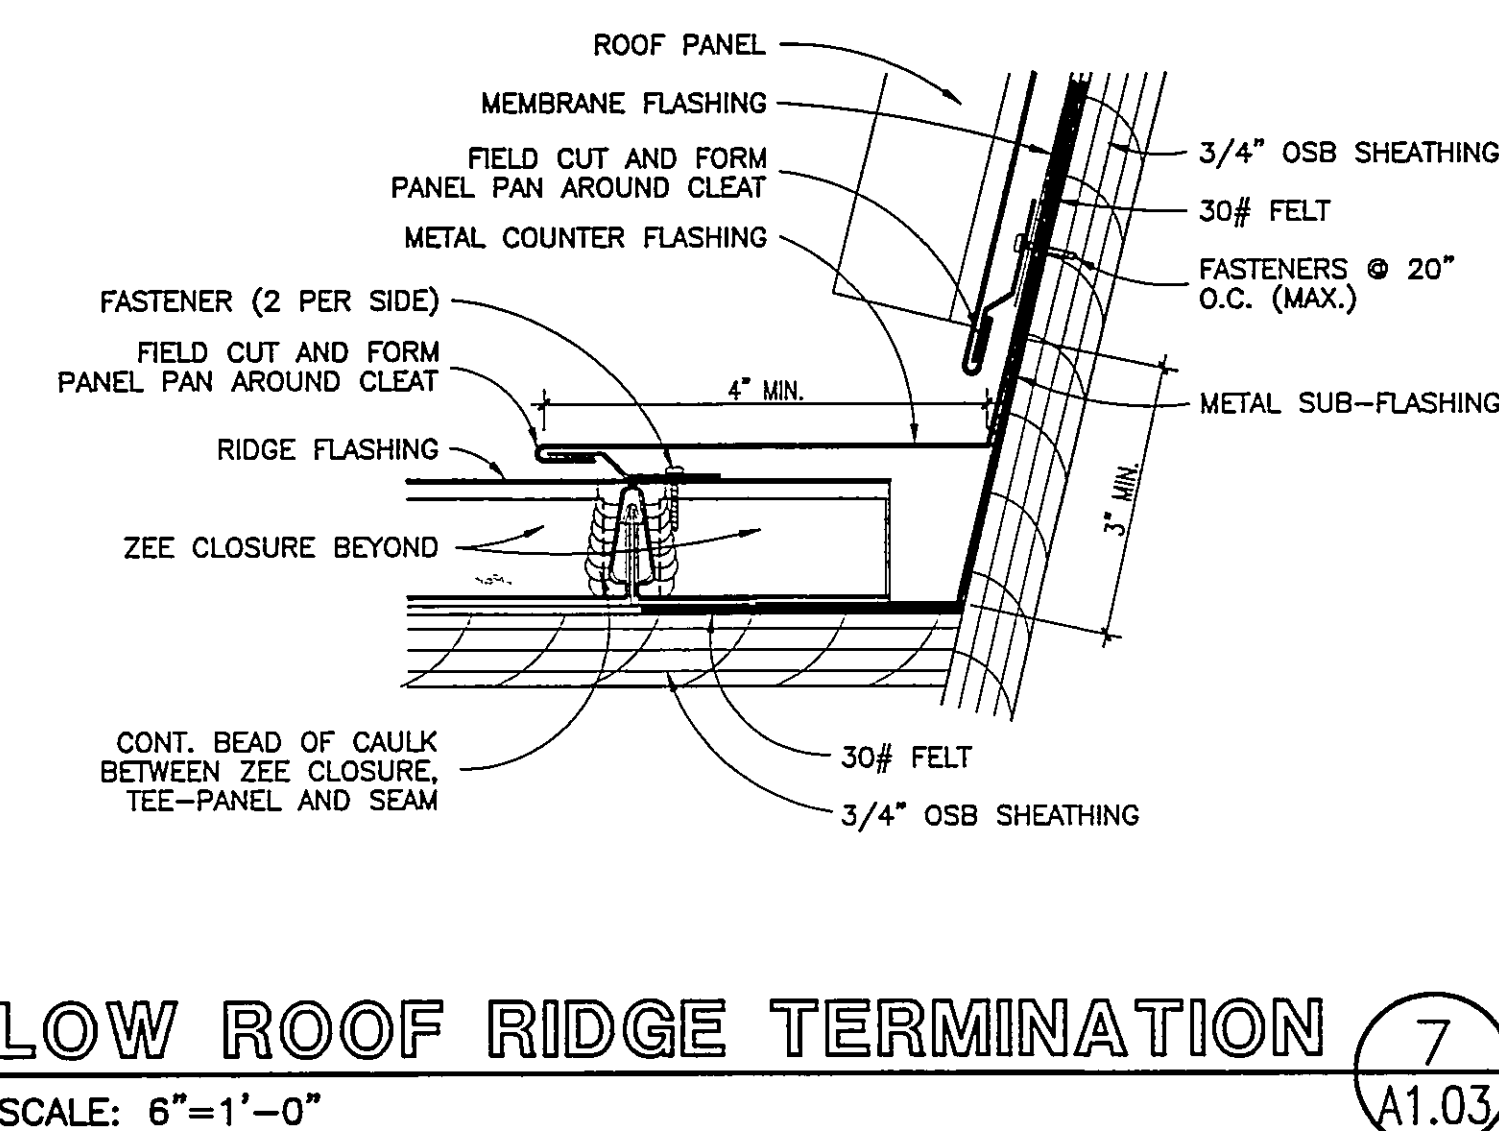 ROOF PANEL
MEMBRANE FLASHING
FIELD CUT AND FORM
PANEL PAN AROUND CLEAT
METAL COUNTER FLASHING
FASTENER (2 PER SIDE)
FIELD CUT AND FORM
PANEL PAN AROUND CLEAT
RIDGE FLASHING
ZEE CLOSURE BEYOND
CONT. BEAD OF CAULK
BETWEEN ZEE CLOSURE,
TEE-PANEL AND SEAM
4" MIN.
3/4" OSB SHEATHING
30# FELT
FASTENERS @ 20"
O.C. (MAX.)
METAL SUB-FLASHING
3" MIN.
30# FELT
3/4" OSB SHEATHING
LOW ROOF RIDGE TERMINATION
SCALE: 6"=1'-0"
7
A1.03